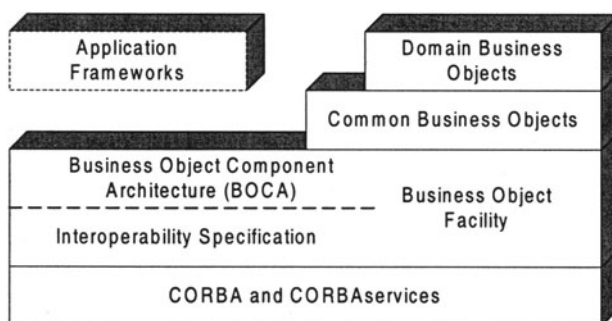 Application
Frameworks
Domain Business
Objects
Common Business Objects
Business Object Component
Architecture (BOCA)
Business Object
Facility
Interoperability Specification
CORBA and CORBAservices